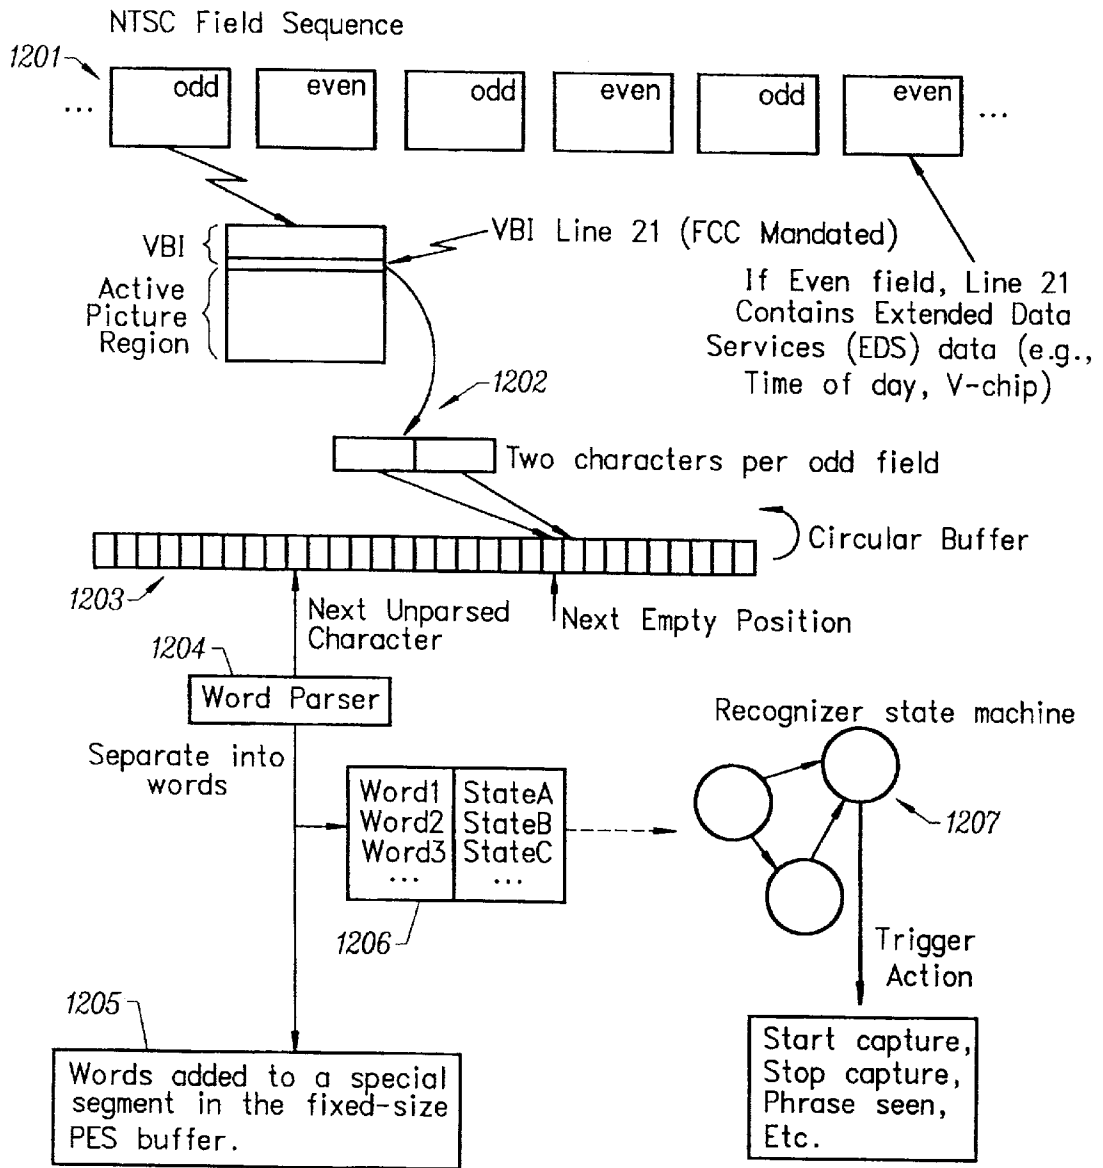 NTSC Field Sequence
1201
... odd even odd even odd even ...
VBI
VBI Line 21 (FCC Mandated)
Active
Picture
Region
If Even field, Line 21
Contains Extended Data
Services (EDS) data (e.g.,
Time of day, V-chip)
1202
Two characters per odd field
Circular Buffer
1203
Next Unparsed
Character
Next Empty Position
1204
Word Parser
Separate into
words
Word1 StateA
Word2 StateB
Word3 StateC
... ...
1206
Recognizer state machine
1207
Trigger
Action
1205
Words added to a special
segment in the fixed-size
PES buffer.
Start capture,
Stop capture,
Phrase seen,
Etc.